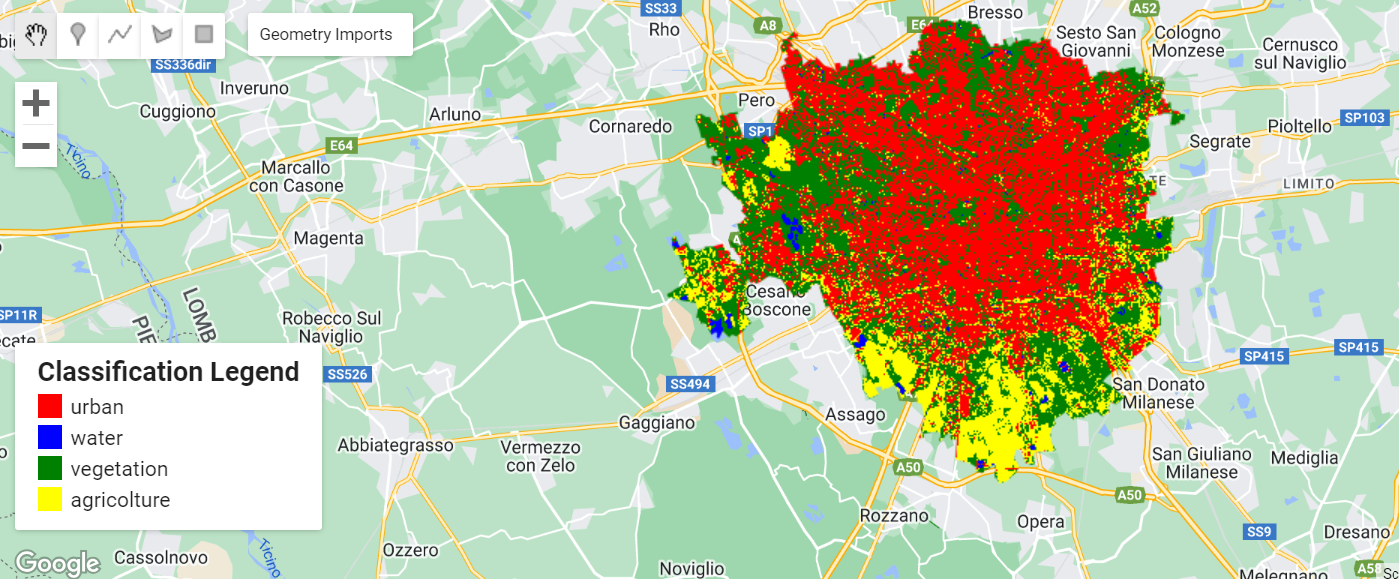 Geometry Imports
SS33
Rho
A8
E64
Bresso
A52
Sesto San
Giovanni
Cologno
Monzese
Cernusco
sul Naviglio
SS336dir
Inveruno
Cuggiono
Arluno
Pero
Cornaredo
SP1
SP103
Pioltello
Segrate
E64
Ticino
Marcallo
con Casone
LIMITO
Magenta
Cesano
Boscone
LOMB
SP11R
Robecco Sul
Naviglio
SP415
SP415
Classification Legend
urban
water
vegetation
agricolture
SS526
SS494
San Donato
Milanese
Gaggiano
Assago
Abbiategrasso
Vermezzo
con Zelo
A50
San Giuliano
Milanese
Mediglia
A50
Rozzano
Opera
SS9
Dresano
Ozzero
Cassolnovo
Ticino
Google
Noviglio
Melegnano
A58